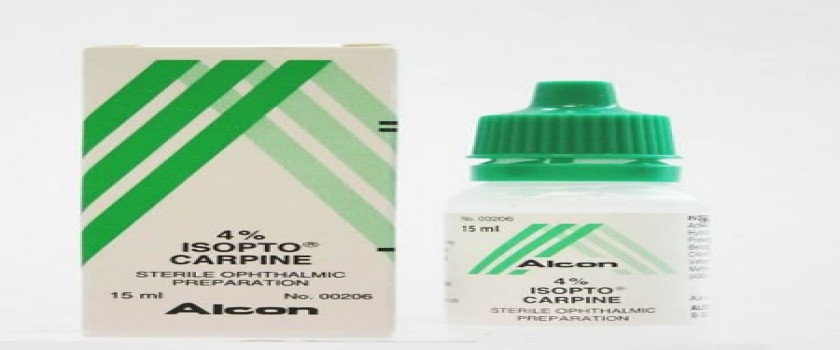 4%
ISOPTO®
CARPINE
STERILE OPHTHALMIC
PREPARATION
15 ml No. 00206
Alcon
No. 00206
15 ml
Alcon
4%
ISOPTO®
CARPINE
STERILE OPHTHALMIC
PREPARATION